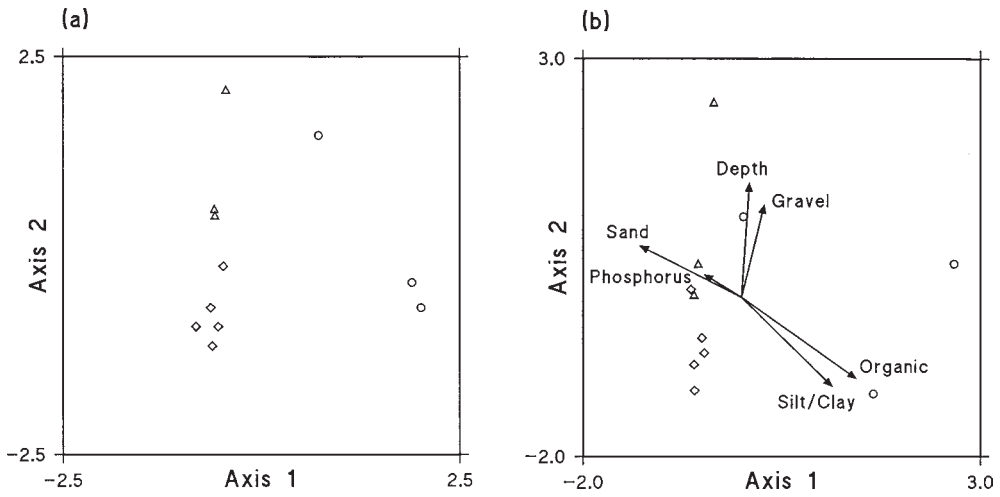 (a)
2.5
Axis 2
-2.5
-2.5
Axis 1
2.5
(b)
3.0
Axis 2
Depth
Gravel
Sand
Phosphorus
Organic
Silt/Clay
-2.0
-2.0
Axis 1
3.0